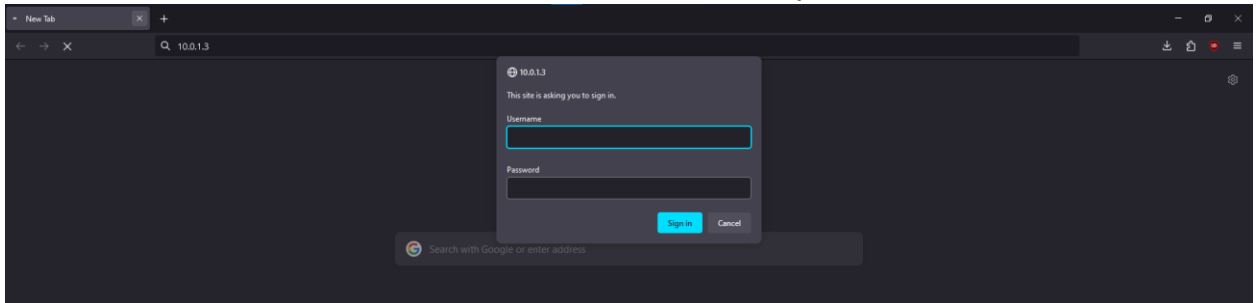 New Tab
10.0.1.3
10.0.1.3
This site is asking you to sign in.
Username
Password
Sign in Cancel
Search with Google or enter address